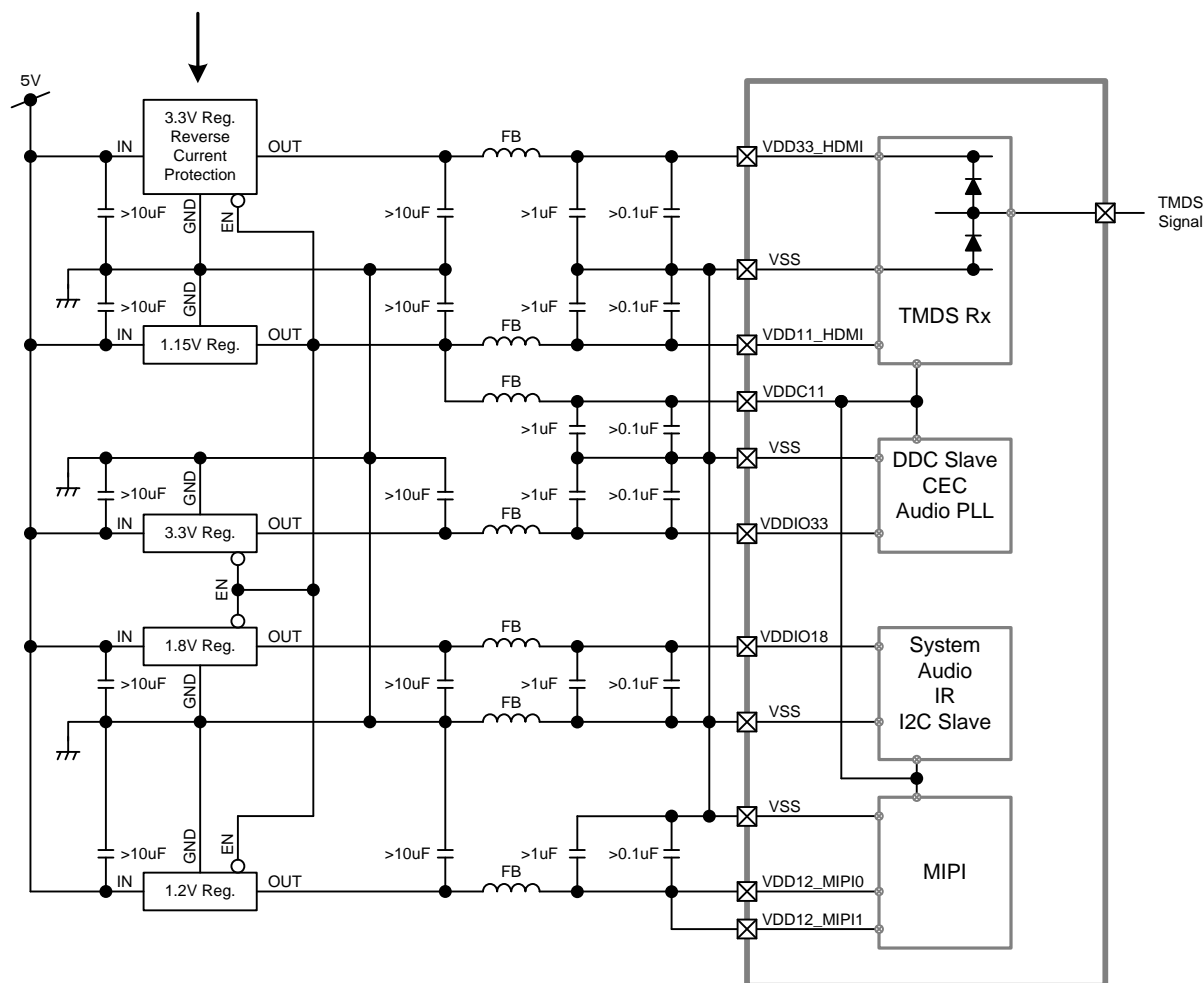 5V
3.3V Reg.
Reverse
Current
Protection
IN
OUT
FB
VDD33_HDMI
>10uF
GND
EN
>10uF
>1uF
>0.1uF
TMDS
Signal
VSS
>10uF
GND
>10uF
>1uF
>0.1uF
TMDS Rx
IN
1.15V Reg.
OUT
FB
VDD11_HDMI
FB
VDDC11
>1uF
>0.1uF
VSS
DDC Slave
CEC
Audio PLL
>10uF
GND
>10uF
>1uF
>0.1uF
IN
3.3V Reg.
OUT
FB
VDDIO33
EN
IN
1.8V Reg.
OUT
FB
VDDIO18
System
Audio
IR
I2C Slave
>10uF
GND
>10uF
>1uF
>0.1uF
FB
VSS
VSS
>10uF
GND
EN
>10uF
>1uF
>0.1uF
MIPI
IN
1.2V Reg.
OUT
FB
VDD12_MIPI0
VDD12_MIPI1